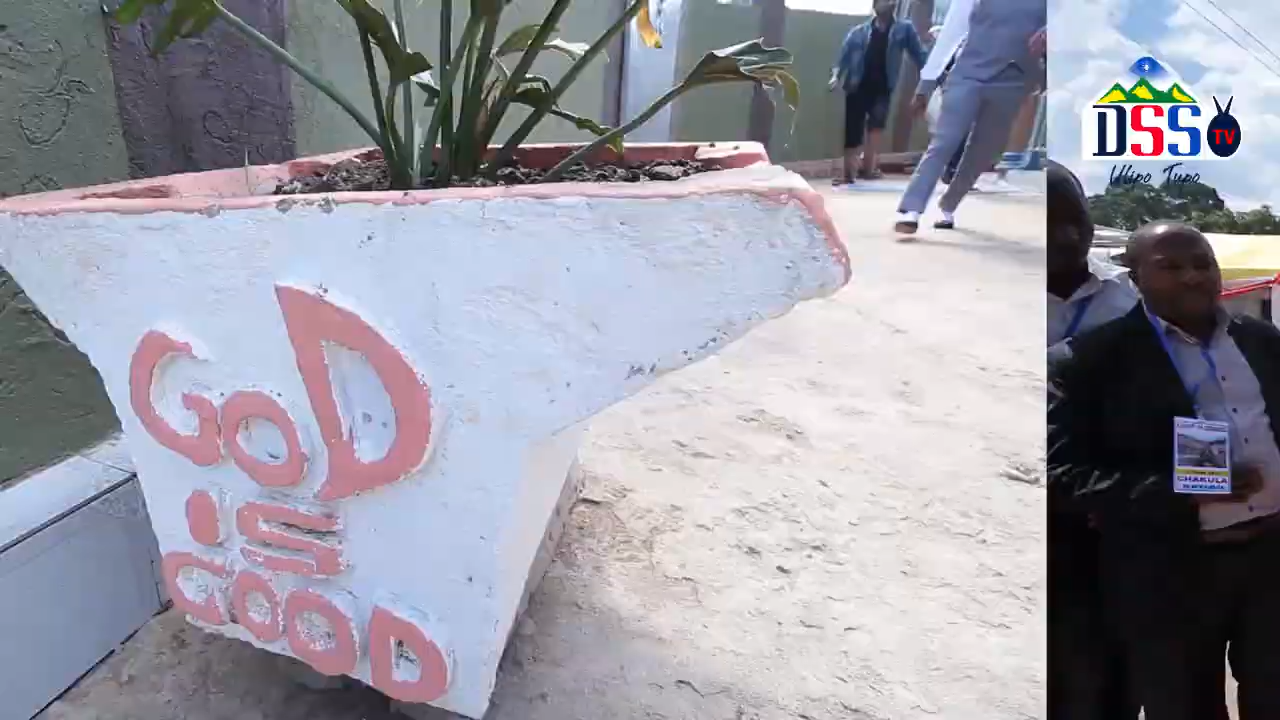 GOD
is
GOOD
DSS TV
Ulipo Tupo
CHAKULA